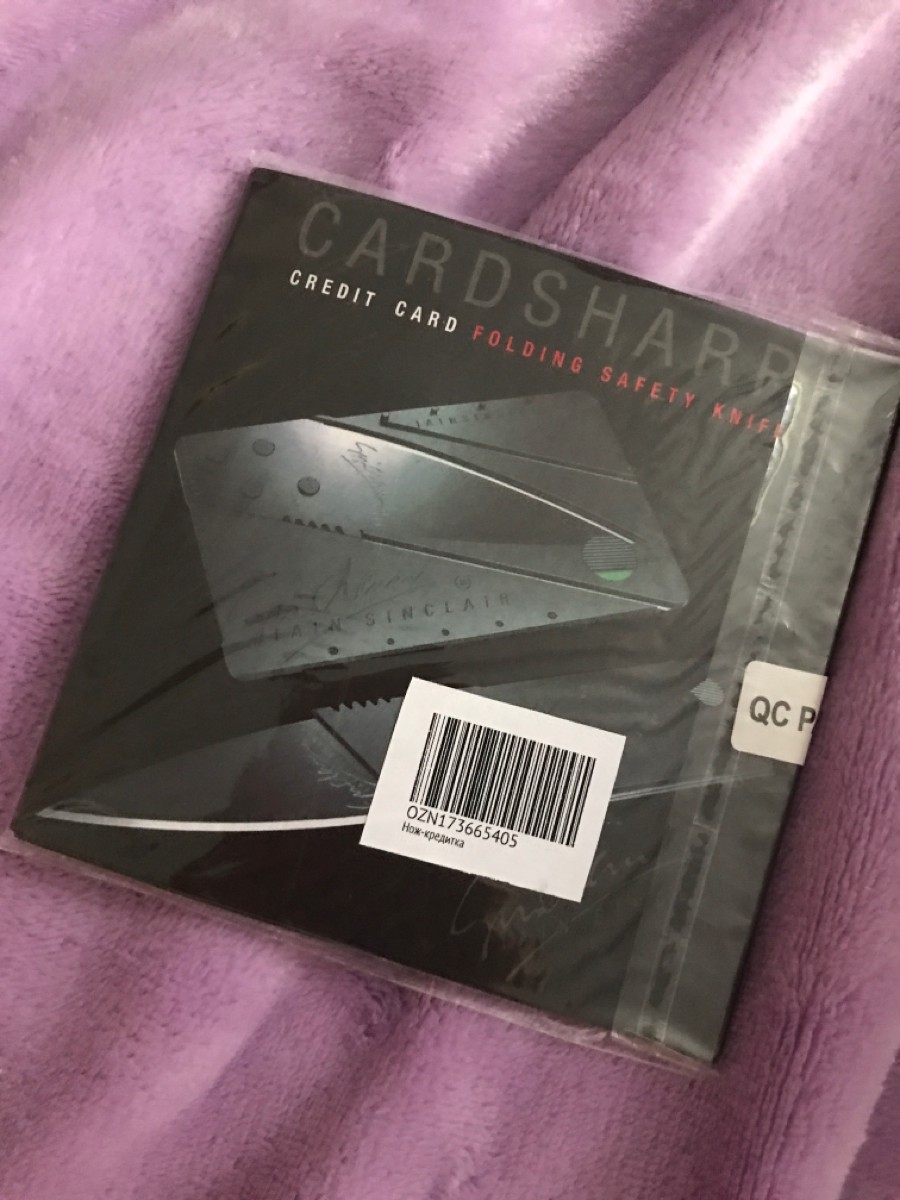 CARDSHARP
CREDIT CARD FOLDING SAFETY KNIFE
IAIN SINCLAIR
QC P
OZN173665405
Нож-кредитка